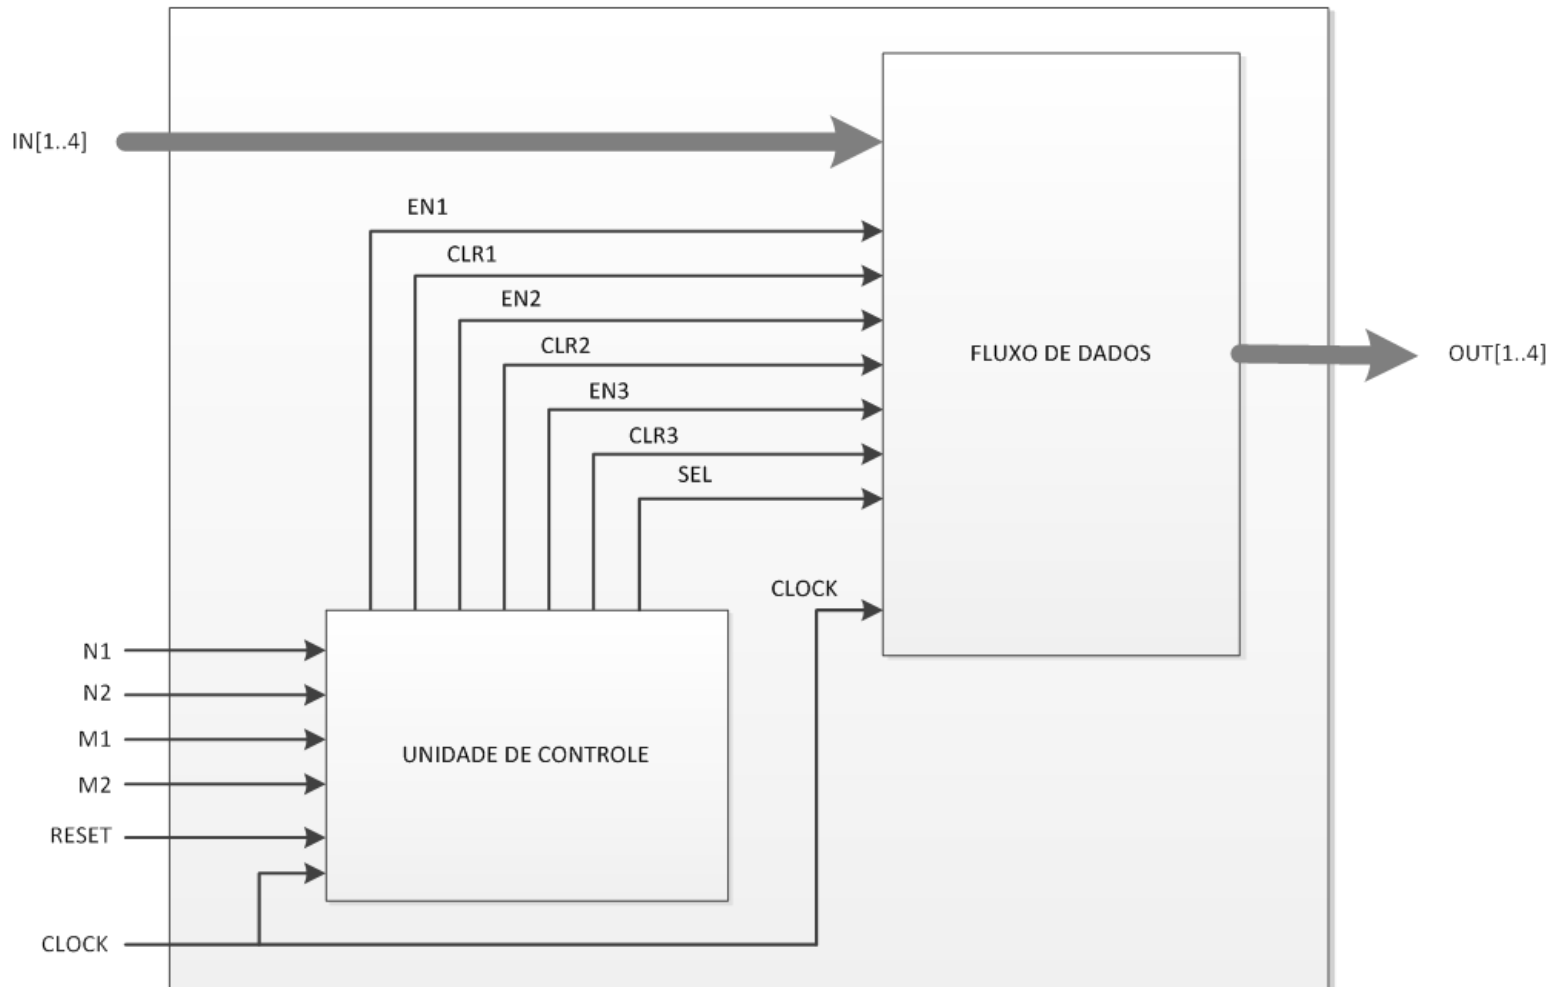 IN[1..4]
EN1
CLR1
EN2
CLR2
EN3
CLR3
SEL
FLUXO DE DADOS
OUT[1..4]
CLOCK
N1
N2
M1
M2
RESET
UNIDADE DE CONTROLE
CLOCK